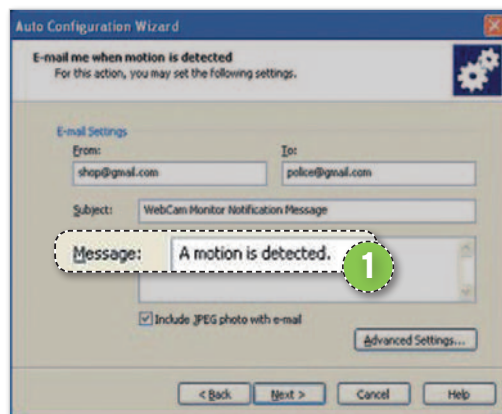 Auto Configuration Wizard
E-mail me when motion is detected
For this action, you may set the following settings.
E-mail Settings
From:
To:
shop@gmail.com
police@gmail.com
Subject:
WebCam Monitor Notification Message
Message:
A motion is detected.
1
Include JPEG photo with e-mail
Advanced Settings...
< Back
Next >
Cancel
Help